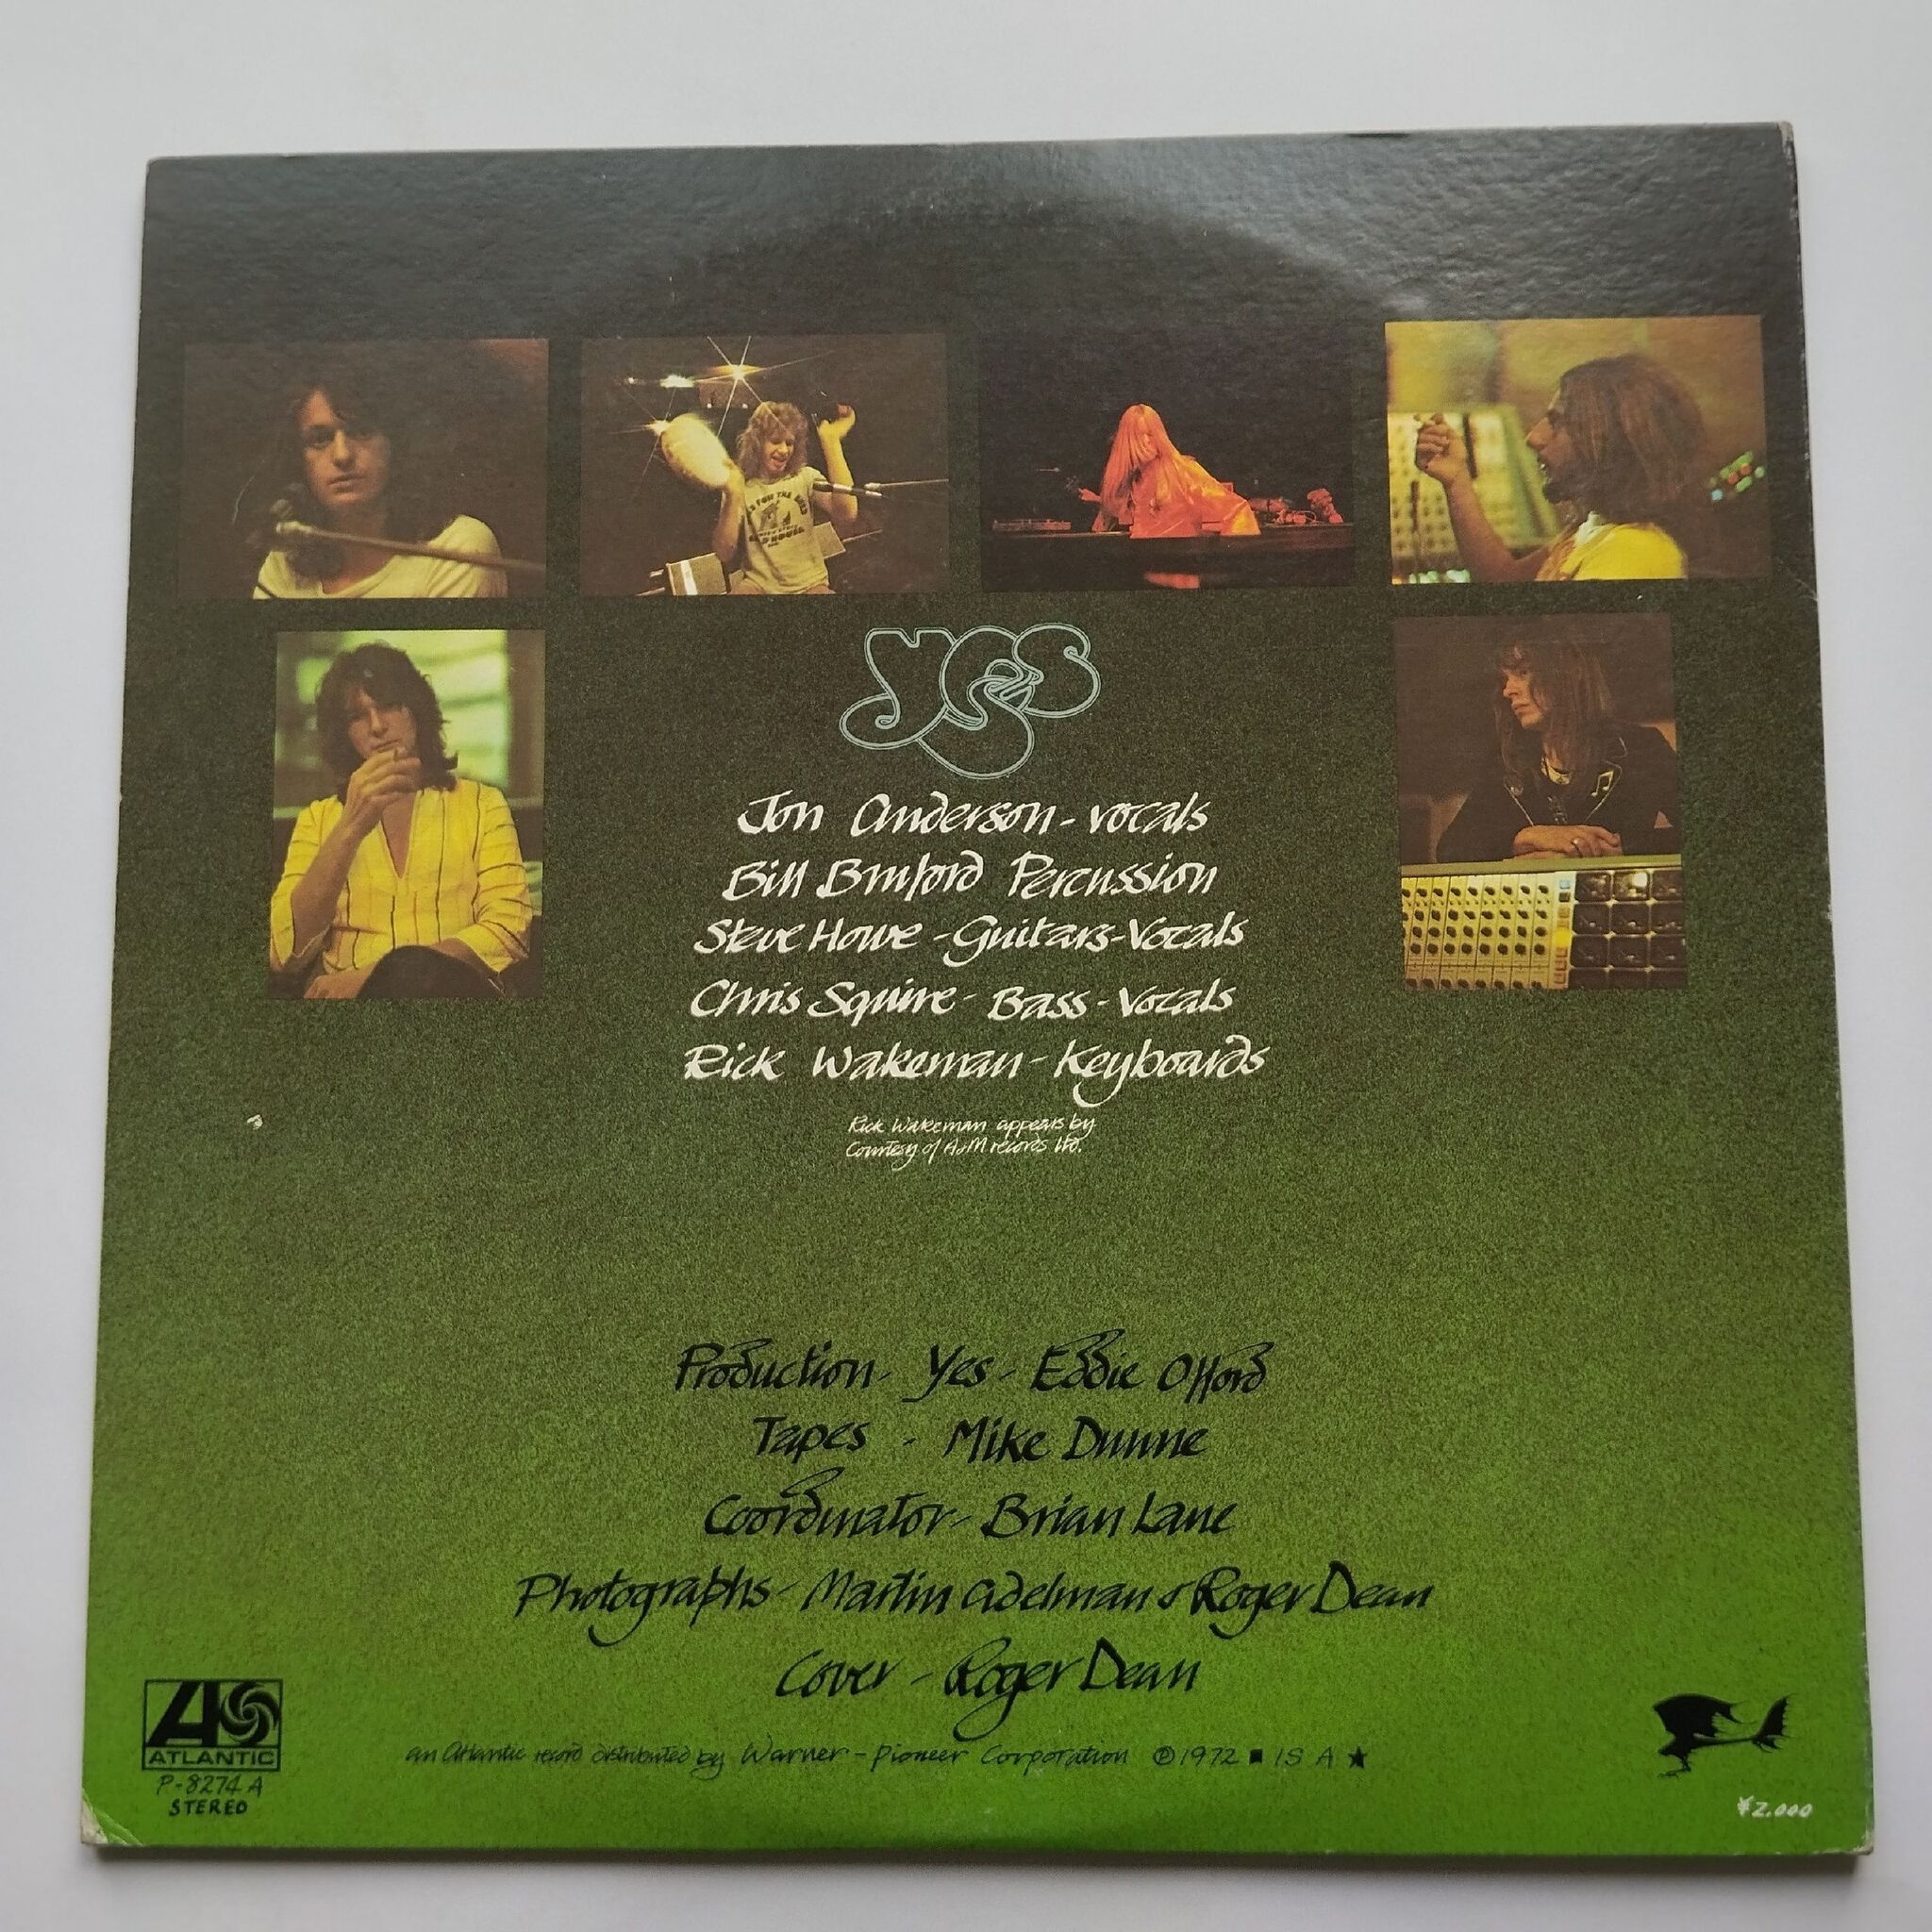 yes
Jon Anderson - vocals
Bill Bruford Percussion
Steve Howe - Guitars - Vocals
Chris Squire - Bass - Vocals
Rick Wakeman - Keyboards
Rick Wakeman appears by
Courtesy of A&M records ltd.
Production - Yes - Eddie Offord
Tapes - Mike Dunne
Coordinator - Brian Lane
Photographs - Martin Adelman & Roger Dean
Cover - Roger Dean
ATLANTIC
an Atlantic record distributed by Warner-Pioneer Corporation ℗1972 ■ IS A ★
P-8274A
STEREO
¥2.000